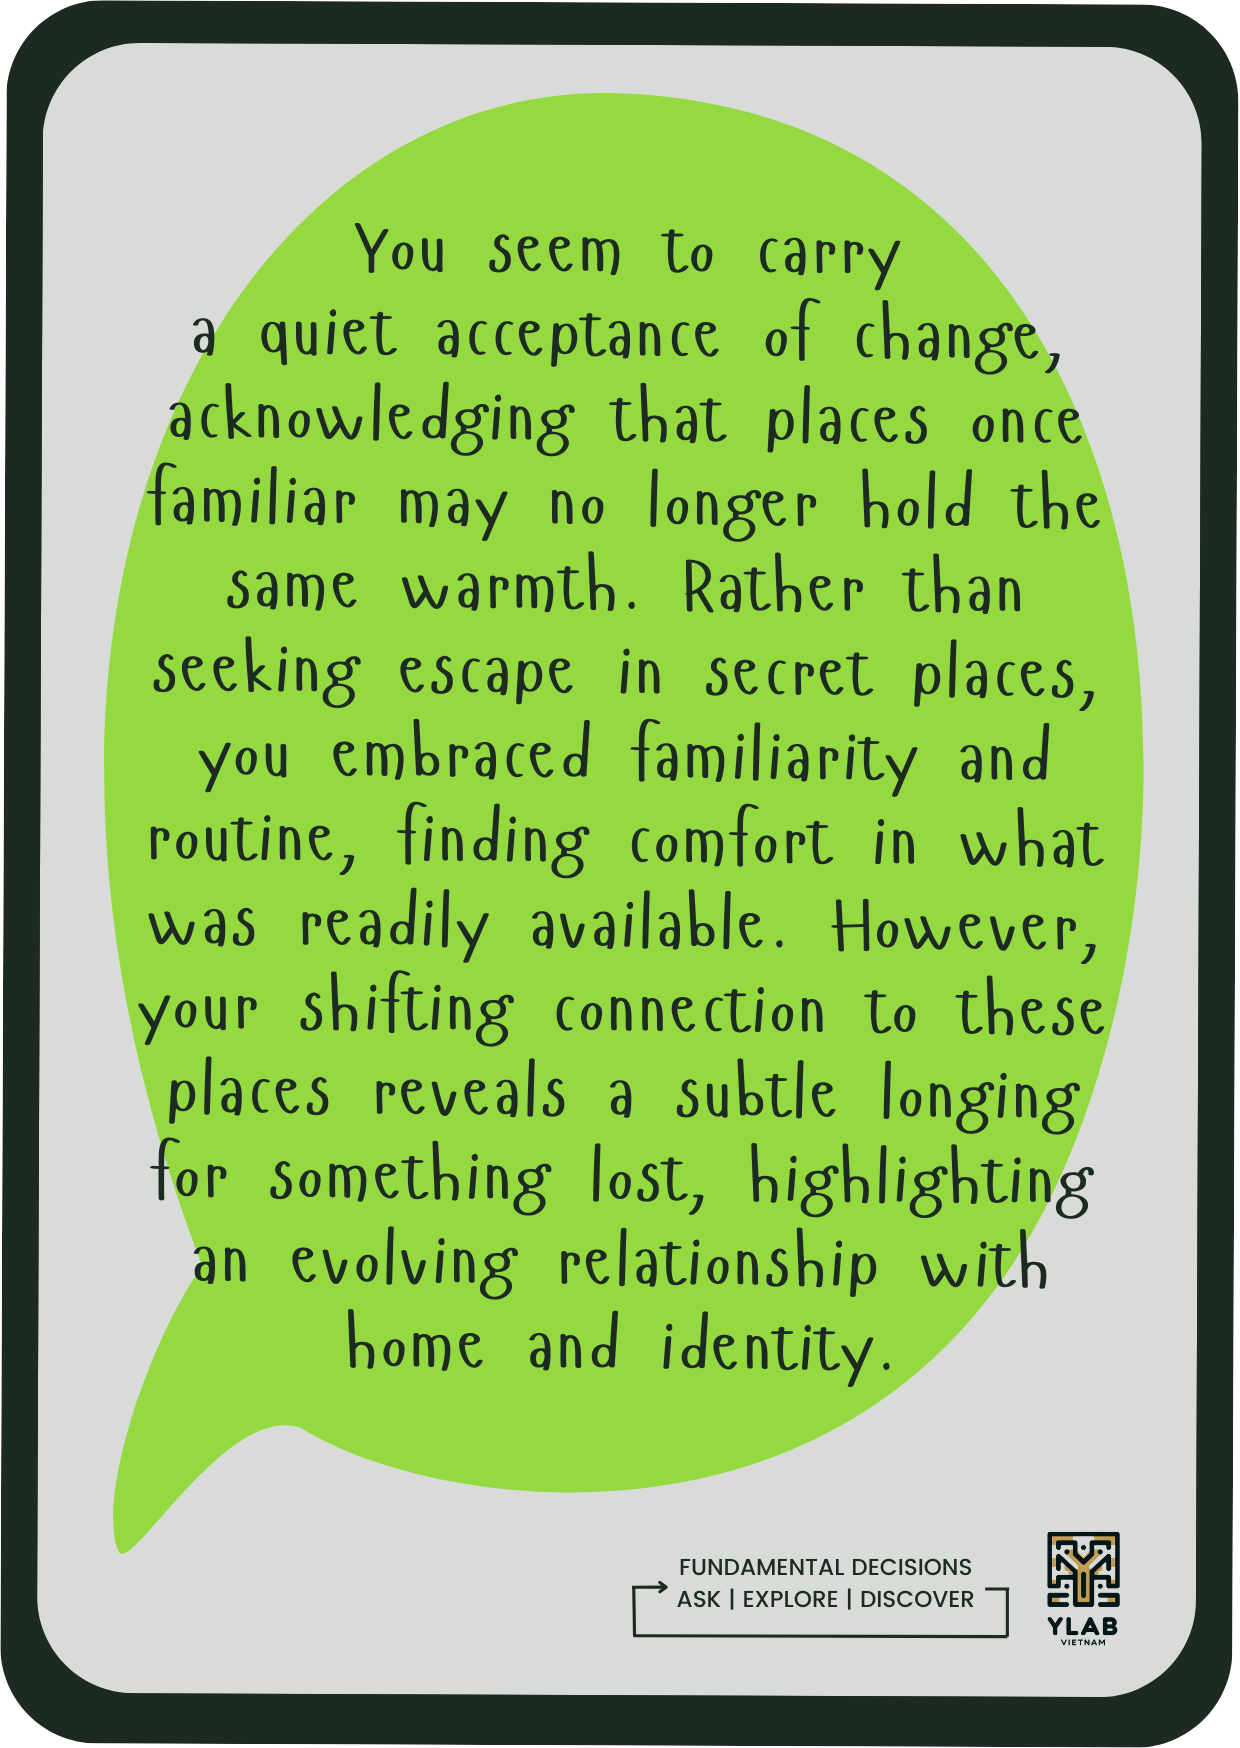 You seem to carry
a quiet acceptance of change,
acknowledging that places once
familiar may no longer hold the
same warmth. Rather than
seeking escape in secret places,
you embraced familiarity and
routine, finding comfort in what
was readily available. However,
your shifting connection to these
places reveals a subtle longing
for something lost, highlighting
an evolving relationship with
home and identity.
FUNDAMENTAL DECISIONS
ASK | EXPLORE | DISCOVER
YLAB
VIETNAM